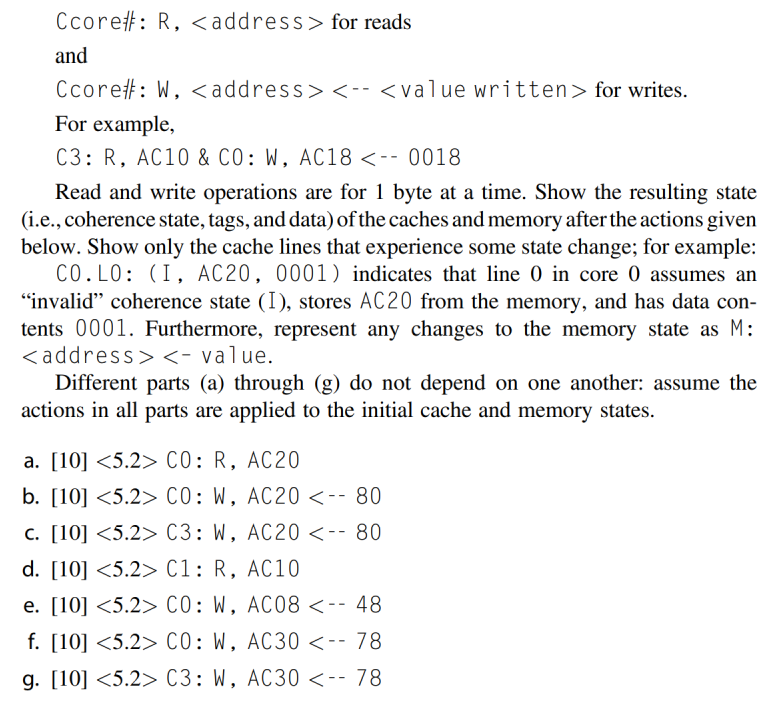 Ccore#: R, <address> for reads
and
Ccore#: W, <address> <-- <value written> for writes.
For example,
C3: R, AC10 & C0: W, AC18 <-- 0018
Read and write operations are for 1 byte at a time. Show the resulting state
(i.e., coherence state, tags, and data) of the caches and memory after the actions given
below. Show only the cache lines that experience some state change; for example:
C0.L0: (I, AC20, 0001) indicates that line 0 in core 0 assumes an
“invalid” coherence state (I), stores AC20 from the memory, and has data con-
tents 0001. Furthermore, represent any changes to the memory state as M:
<address> <- value.
Different parts (a) through (g) do not depend on one another: assume the
actions in all parts are applied to the initial cache and memory states.
a. [10] <5.2> C0: R, AC20
b. [10] <5.2> C0: W, AC20 <-- 80
c. [10] <5.2> C3: W, AC20 <-- 80
d. [10] <5.2> C1: R, AC10
e. [10] <5.2> C0: W, AC08 <-- 48
f. [10] <5.2> C0: W, AC30 <-- 78
g. [10] <5.2> C3: W, AC30 <-- 78